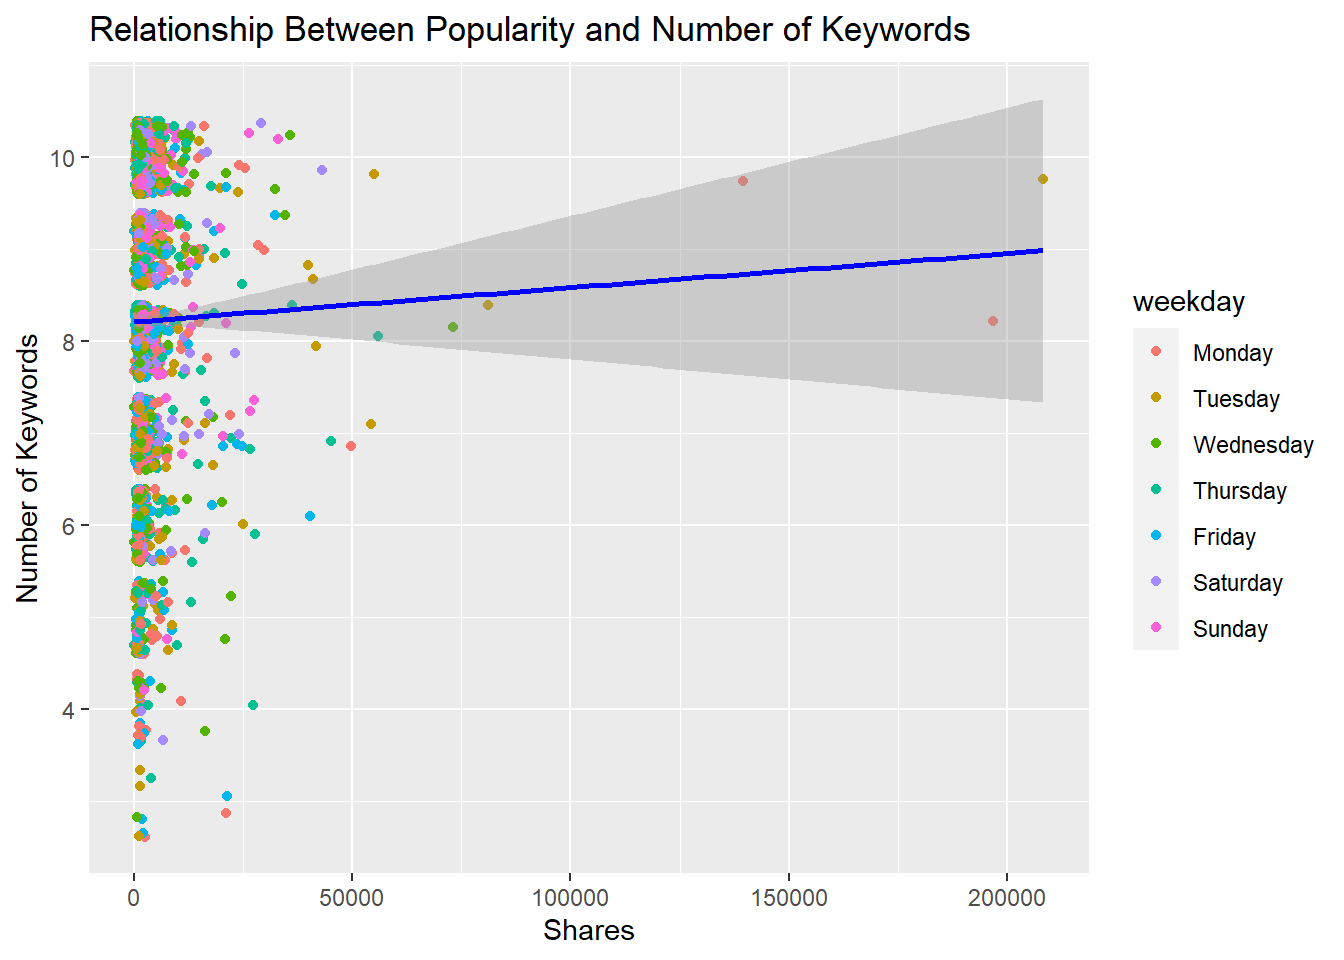 Relationship Between Popularity and Number of Keywords
10
8
6
4
Number of Keywords
0
50000
100000
150000
200000
Shares
weekday
Monday
Tuesday
Wednesday
Thursday
Friday
Saturday
Sunday